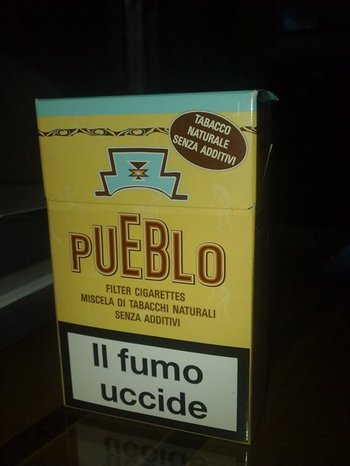 TABACCO
NATURALE
SENZA ADDITIVI
PUEBLO
FILTER CIGARETTES
MISCELA DI TABACCHI NATURALI
SENZA ADDITIVI
Il fumo
uccide